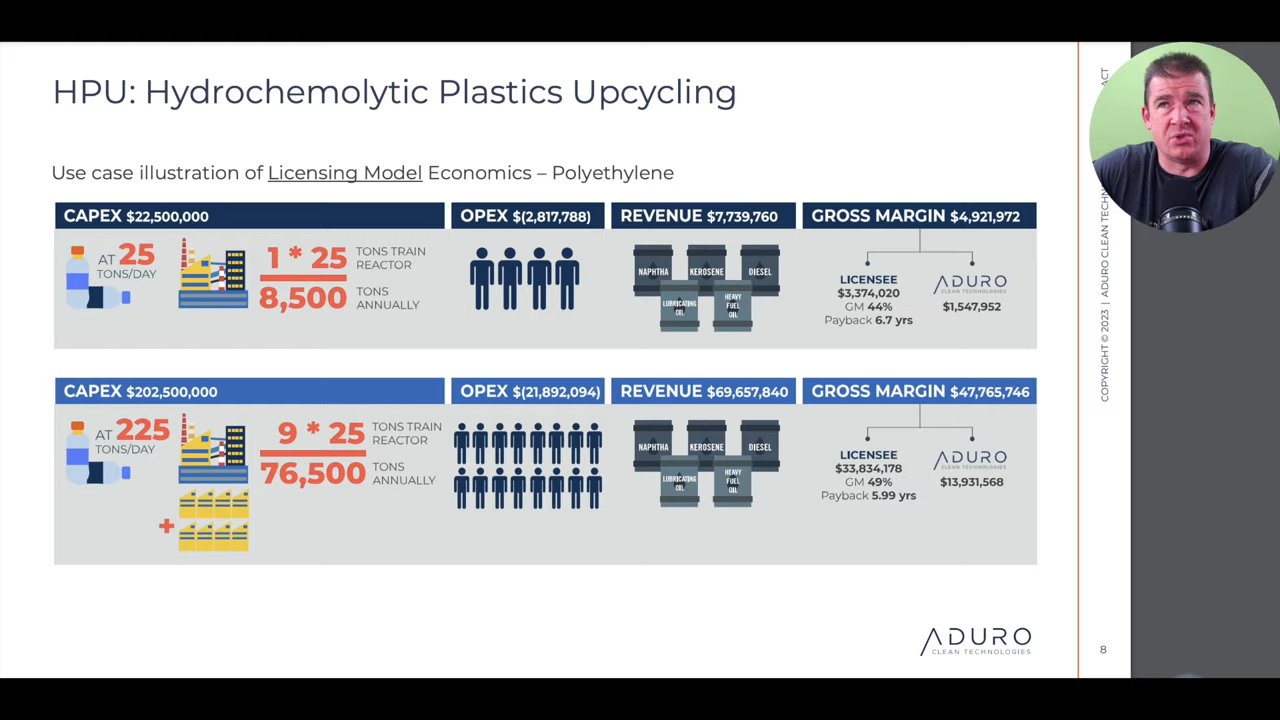 HPU: Hydrochemolytic Plastics Upcycling
Use case illustration of Licensing Model Economics – Polyethylene
CAPEX $22,500,000
AT 25
TONS/DAY
1 * 25
TONS TRAIN
REACTOR
8,500
TONS
ANNUALLY
OPEX $(2,817,788)
REVENUE $7,739,760
NAPHTHA
KEROSENE
DIESEL
LUBRICATING
OIL
HEAVY
FUEL
OIL
GROSS MARGIN $4,921,972
LICENSEE
$3,374,020
GM 44%
Payback 6.7 yrs
ADURO
CLEAN TECHNOLOGIES
$1,547,952
CAPEX $202,500,000
AT 225
TONS/DAY
+
9 * 25
TONS TRAIN
REACTOR
76,500
TONS
ANNUALLY
OPEX $(21,892,094)
REVENUE $69,657,840
NAPHTHA
KEROSENE
DIESEL
LUBRICATING
OIL
HEAVY
FUEL
OIL
GROSS MARGIN $47,765,746
LICENSEE
$33,834,178
GM 49%
Payback 5.99 yrs
ADURO
CLEAN TECHNOLOGIES
$13,931,568
ADURO
CLEAN TECHNOLOGIES
COPYRIGHT © 2023 | ADURO CLEAN
8